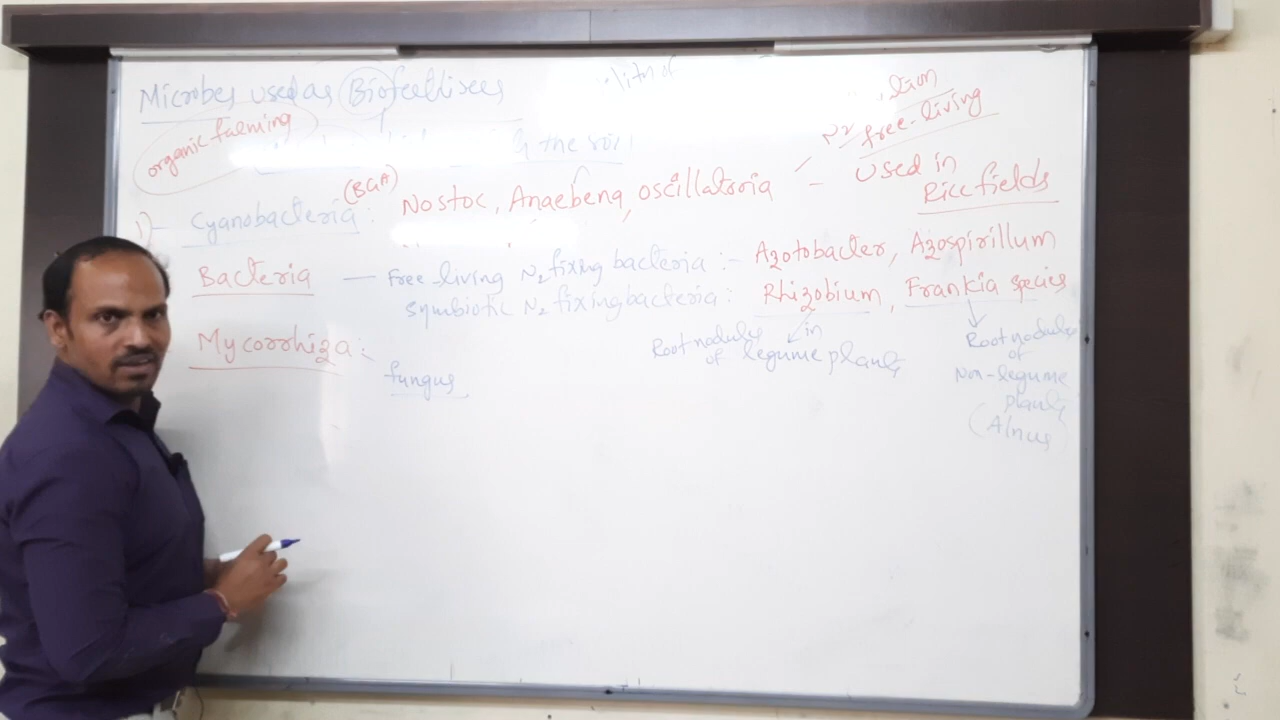 Microbes used as Biofertilisers
organic farming
the soil
N2
free-living
(BGA)
1) Cyanobacteria: Nostoc, Anaebena, oscillatoria - used in
Rice fields
Bacteria — Free-living N2 fixing bacteria :- Azotobacter, Azospirillum
symbiotic N2 fixing bacteria: Rhizobium, Frankia species
Mycorrhiza:-
fungus
in
Root nodules
of legume plants
Root nodules
of
Non-legume
plants
(Alnus)